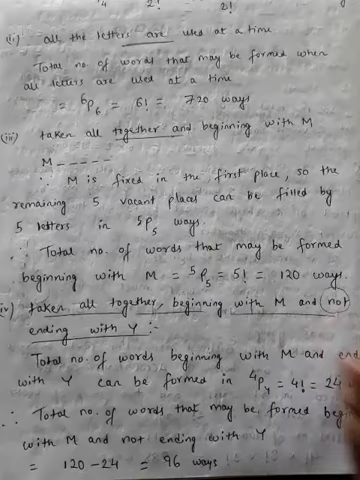 4 2! 2!
(ii) all the letters are used at a time
Total no. of words that may be formed when
all letters are used at a time
= ⁶P₆ = 6! = 720 ways
(iii) taken all together and beginning with M
M - - - - -
∵ M is fixed in the first place, so the
remaining 5 vacant places can be filled by
5 letters in ⁵P₅ ways.
∴ Total no. of words that may be formed
beginning with M = ⁵P₅ = 5! = 120 ways.
(iv) taken all together, beginning with M and not
ending with Y :-
Total no. of words beginning with M and end
with Y can be formed in ⁴P₄ = 4! = 24
∴ Total no. of words that may be formed begi
with M and not ending with Y
= 120 - 24 = 96 ways